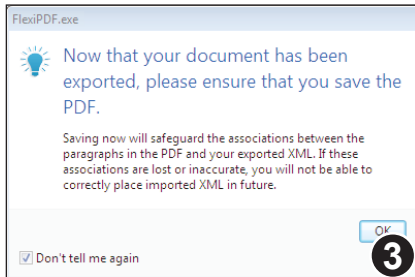 FlexiPDF.exe
Now that your document has been
exported, please ensure that you save the
PDF.
Saving now will safeguard the associations between the
paragraphs in the PDF and your exported XML. If these
associations are lost or inaccurate, you will not be able to
correctly place imported XML in future.
OK
3
Don't tell me again